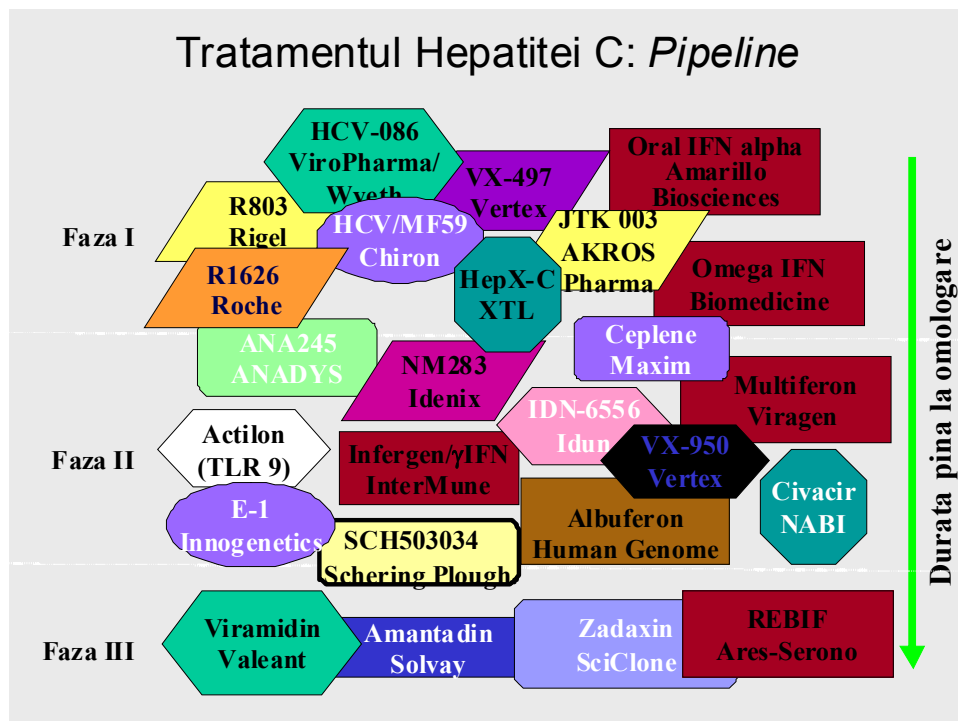 Tratamentul Hepatitei C: Pipeline
HCV-086
ViroPharma/
Wyeth
VX-497
Vertex
Oral IFN alpha
Amarillo
Biosciences
Faza I
R803
Rigel
HCV/MF59
Chiron
JTK 003
AKROS
Pharma
R1626
Roche
HepX-C
XTL
Omega IFN
Biomedicine
ANA245
ANADYS
NM283
Idenix
Ceplene
Maxim
Multiferon
Viragen
Faza II
Actilon
(TLR 9)
Infergen/γIFN
InterMune
IDN-6556
Idun
VX-950
Vertex
Civacir
NABI
E-1
Innogenetics
SCH503034
Schering Plough
Albuferon
Human Genome
Faza III
Viramidin
Valeant
Amantadin
Solvay
Zadaxin
SciClone
REBIF
Ares-Serono
Durata pina la omologare